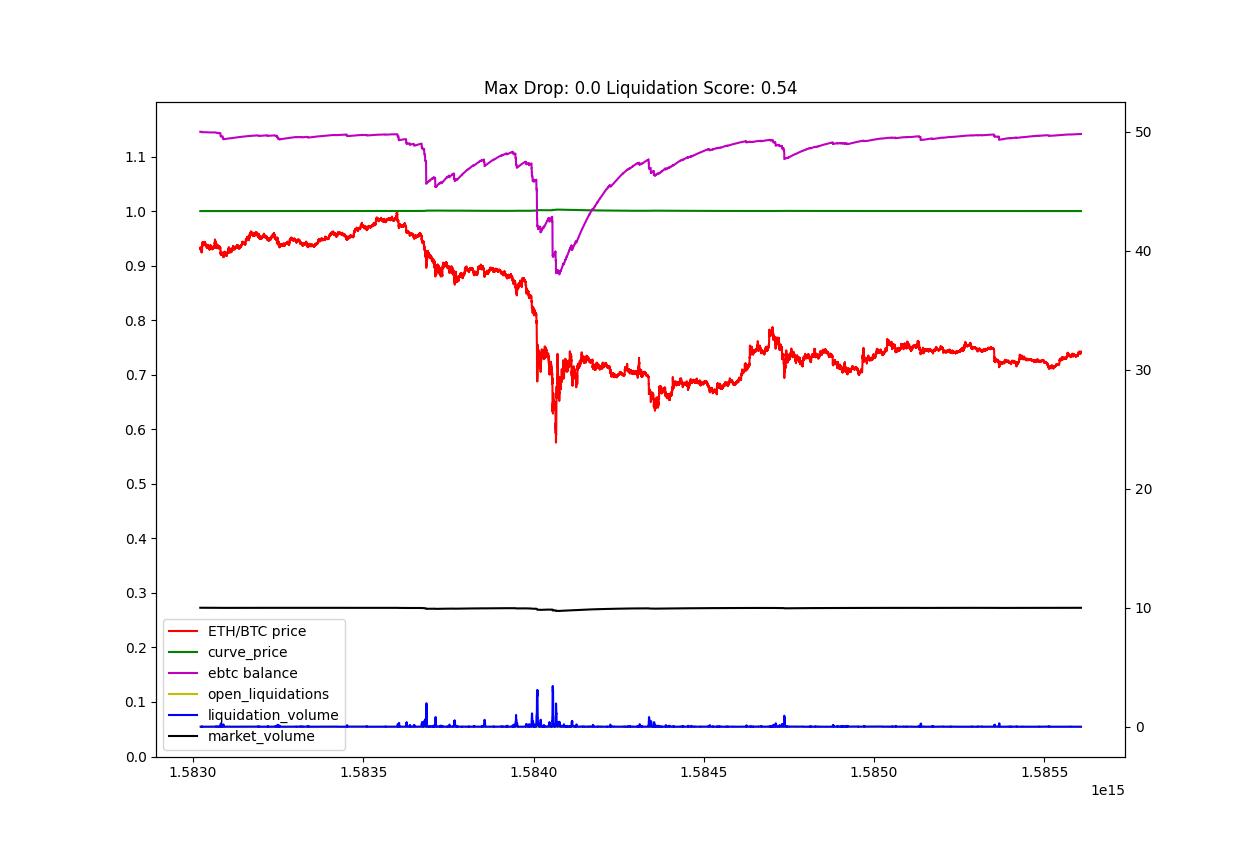 Max Drop: 0.0 Liquidation Score: 0.54
1.1
1.0
0.9
0.8
0.7
0.6
0.5
0.4
0.3
0.2
0.1
0.0
50
40
30
20
10
0
ETH/BTC price
curve_price
ebtc balance
open_liquidations
liquidation_volume
market_volume
1.5830 1.5835 1.5840 1.5845 1.5850 1.5855
1e15